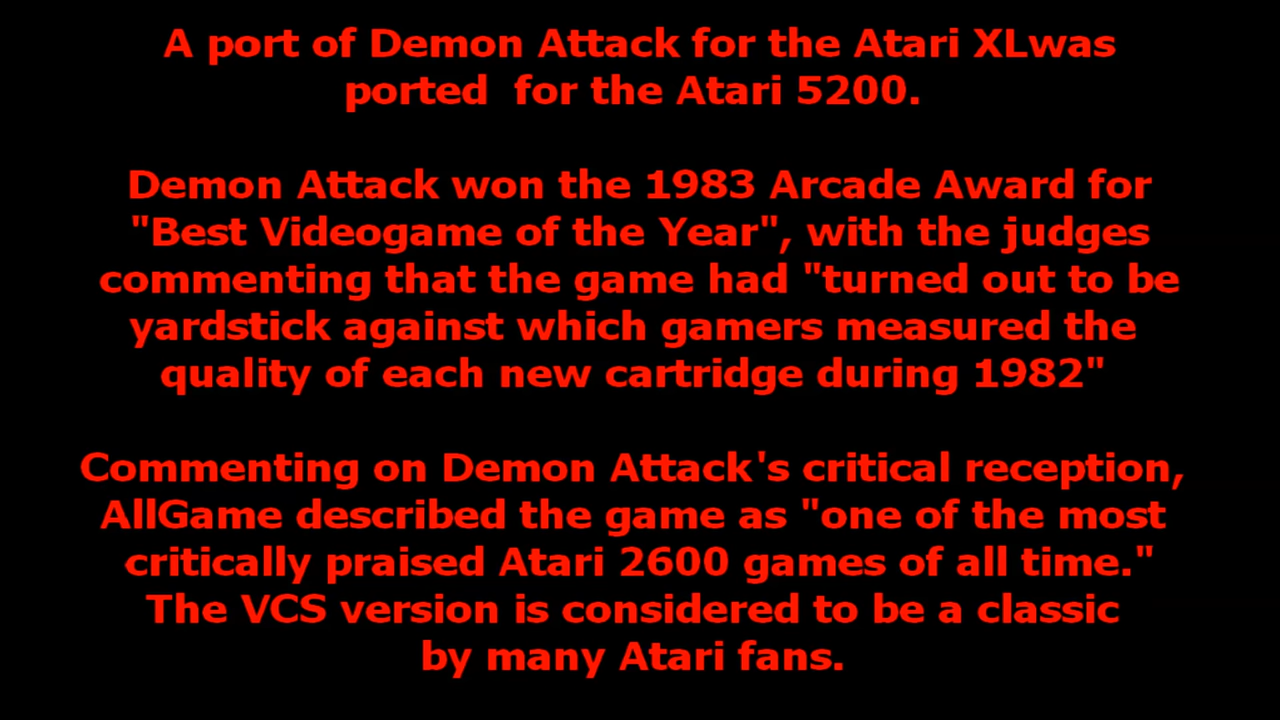 A port of Demon Attack for the Atari XLwas
ported  for the Atari 5200.
Demon Attack won the 1983 Arcade Award for
"Best Videogame of the Year", with the judges
commenting that the game had "turned out to be
yardstick against which gamers measured the
quality of each new cartridge during 1982"
Commenting on Demon Attack's critical reception,
AllGame described the game as "one of the most
critically praised Atari 2600 games of all time."
The VCS version is considered to be a classic
by many Atari fans.